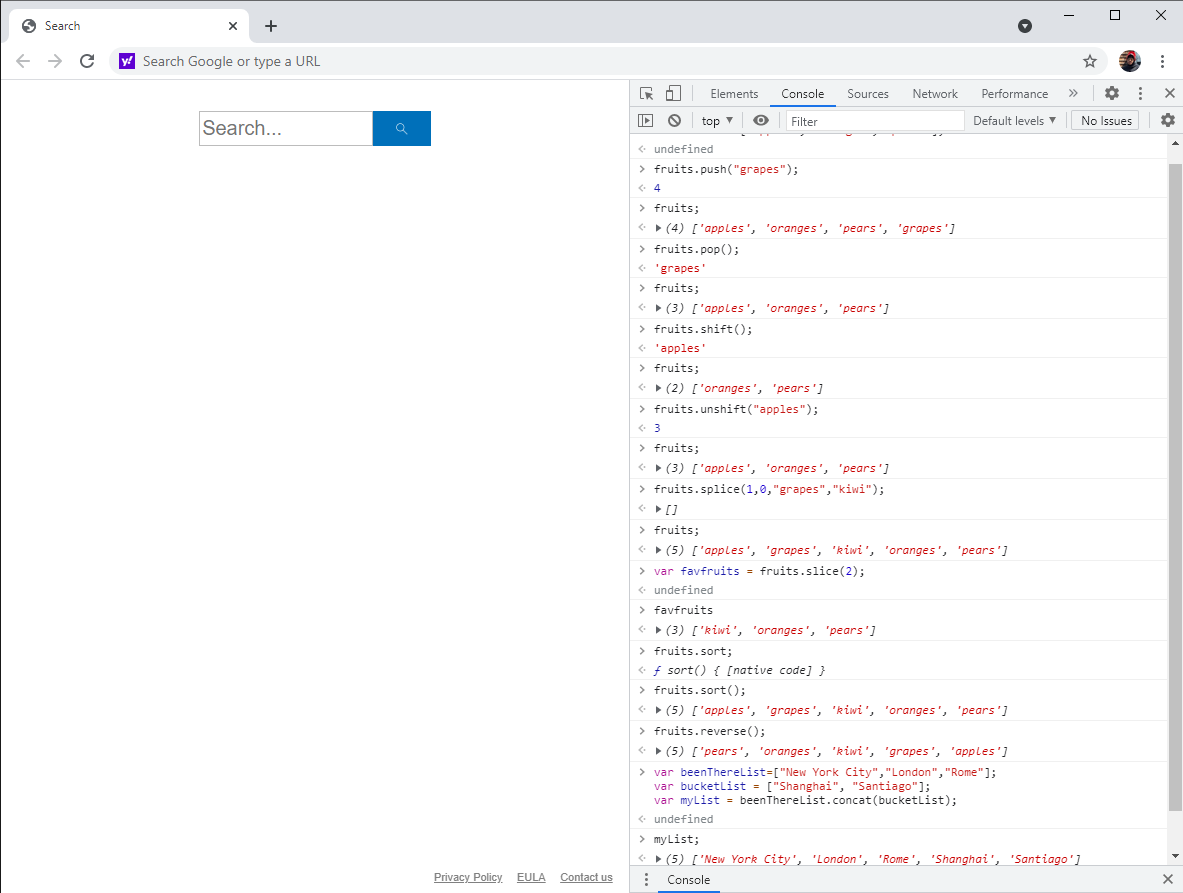 Search
Search Google or type a URL
Search...
Privacy Policy EULA Contact us
Elements Console Sources Network Performance
top Filter Default levels No Issues
undefined
fruits.push("grapes");
4
fruits;
(4) ['apples', 'oranges', 'pears', 'grapes']
fruits.pop();
'grapes'
fruits;
(3) ['apples', 'oranges', 'pears']
fruits.shift();
'apples'
fruits;
(2) ['oranges', 'pears']
fruits.unshift("apples");
3
fruits;
(3) ['apples', 'oranges', 'pears']
fruits.splice(1,0,"grapes","kiwi");
[]
fruits;
(5) ['apples', 'grapes', 'kiwi', 'oranges', 'pears']
var favfruits = fruits.slice(2);
undefined
favfruits
(3) ['kiwi', 'oranges', 'pears']
fruits.sort;
ƒ sort() { [native code] }
fruits.sort();
(5) ['apples', 'grapes', 'kiwi', 'oranges', 'pears']
fruits.reverse();
(5) ['pears', 'oranges', 'kiwi', 'grapes', 'apples']
var beenThereList=["New York City","London","Rome"];
var bucketList = ["Shanghai", "Santiago"];
var myList = beenThereList.concat(bucketList);
undefined
myList;
(5) ['New York City', 'London', 'Rome', 'Shanghai', 'Santiago']
Console